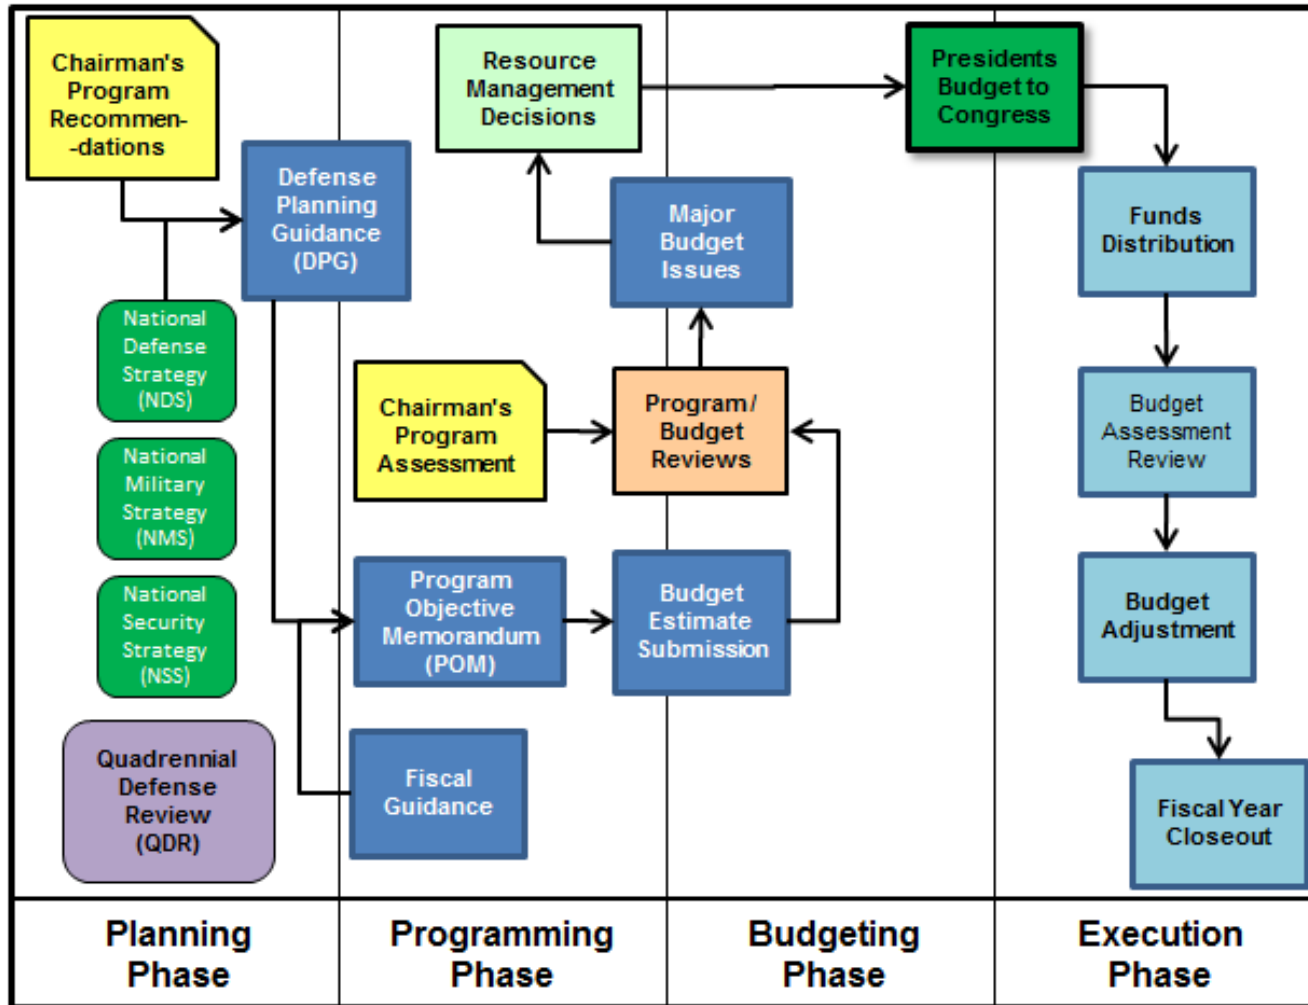 Chairman's
Program
Recommen-
-dations
Defense
Planning
Guidance
(DPG)
National
Defense
Strategy
(NDS)
National
Military
Strategy
(NMS)
National
Security
Strategy
(NSS)
Quadrennial
Defense
Review
(QDR)
Resource
Management
Decisions
Major
Budget
Issues
Chairman's
Program
Assessment
Program /
Budget
Reviews
Program
Objective
Memorandum
(POM)
Budget
Estimate
Submission
Fiscal
Guidance
Presidents
Budget to
Congress
Funds
Distribution
Budget
Assessment
Review
Budget
Adjustment
Fiscal Year
Closeout
Planning
Phase
Programming
Phase
Budgeting
Phase
Execution
Phase